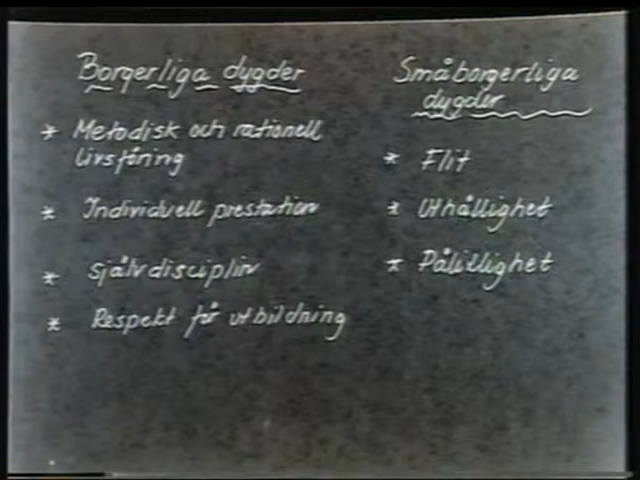 Borgerliga dygder
* Metodisk och rationell
livsföring
* Individuell prestation
* självdisciplin
* Respekt för utbildning
Småborgerliga
dygder
* Flit
* Uthållighet
* Pålitlighet